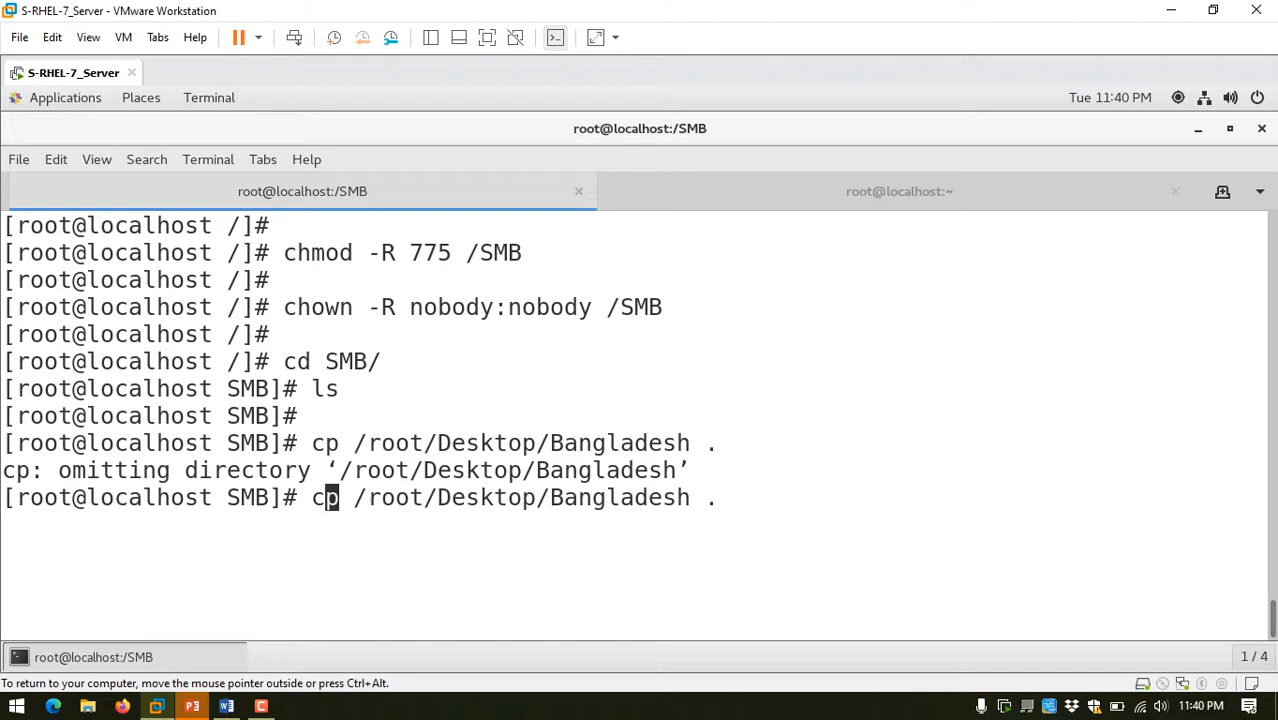 S-RHEL-7_Server - VMware Workstation
File Edit View VM Tabs Help
S-RHEL-7_Server
Applications Places Terminal Tue 11:40 PM
root@localhost:/SMB
File Edit View Search Terminal Tabs Help
root@localhost:/SMB root@localhost:~
[root@localhost /]#
[root@localhost /]# chmod -R 775 /SMB
[root@localhost /]#
[root@localhost /]# chown -R nobody:nobody /SMB
[root@localhost /]#
[root@localhost /]# cd SMB/
[root@localhost SMB]# ls
[root@localhost SMB]#
[root@localhost SMB]# cp /root/Desktop/Bangladesh .
cp: omitting directory ‘/root/Desktop/Bangladesh’
[root@localhost SMB]# cp /root/Desktop/Bangladesh .
root@localhost:/SMB 1 / 4
To return to your computer, move the mouse pointer outside or press Ctrl+Alt.
11:40 PM